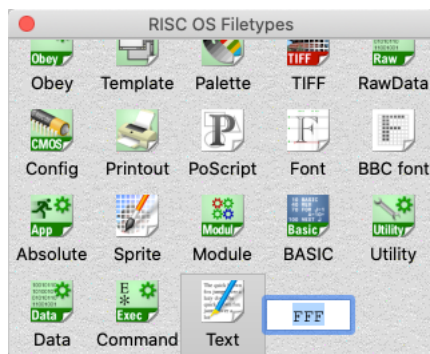 RISC OS Filetypes
Obey TIFF Raw
Obey Template Palette TIFF RawData
CMOS
Config Printout PoScript Font BBC font
App Modul Basic Utility
Absolute Sprite Module BASIC Utility
Data Exec FFF
Data Command Text